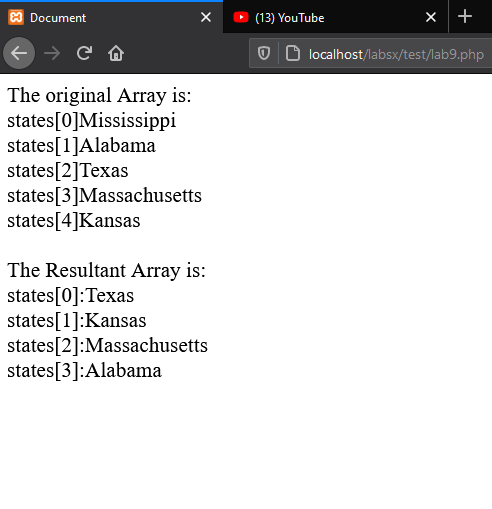 Document
(13) YouTube
localhost/labsx/test/lab9.php
The original Array is:
states[0]Mississippi
states[1]Alabama
states[2]Texas
states[3]Massachusetts
states[4]Kansas
The Resultant Array is:
states[0]:Texas
states[1]:Kansas
states[2]:Massachusetts
states[3]:Alabama